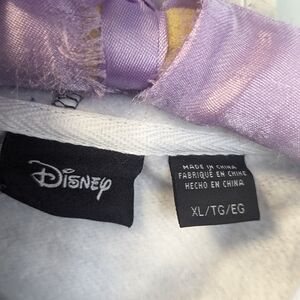 Disney
MADE IN CHINA
FABRIQUÉ EN CHINE
HECHO EN CHINA
XL/TG/EG